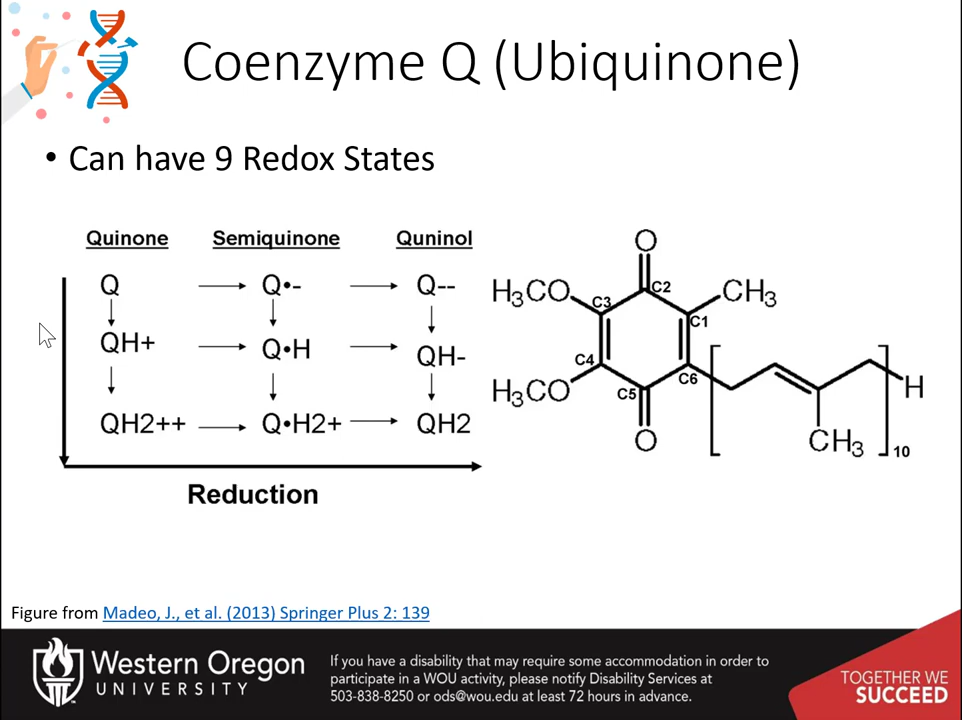 Coenzyme Q (Ubiquinone)
• Can have 9 Redox States
Quinone Semiquinone Quninol
Q Q•- Q--
QH+ Q•H QH-
QH2++ Q•H2+ QH2
Reduction
O
H3CO C3 C2 CH3
C1
C4
H3CO C5 C6 H
O CH3 10
Figure from Madeo, J., et al. (2013) Springer Plus 2: 139
Western Oregon
UNIVERSITY
If you have a disability that may require some accommodation in order to
participate in a WOU activity, please notify Disability Services at
503-838-8250 or ods@wou.edu at least 72 hours in advance.
TOGETHER WE
SUCCEED